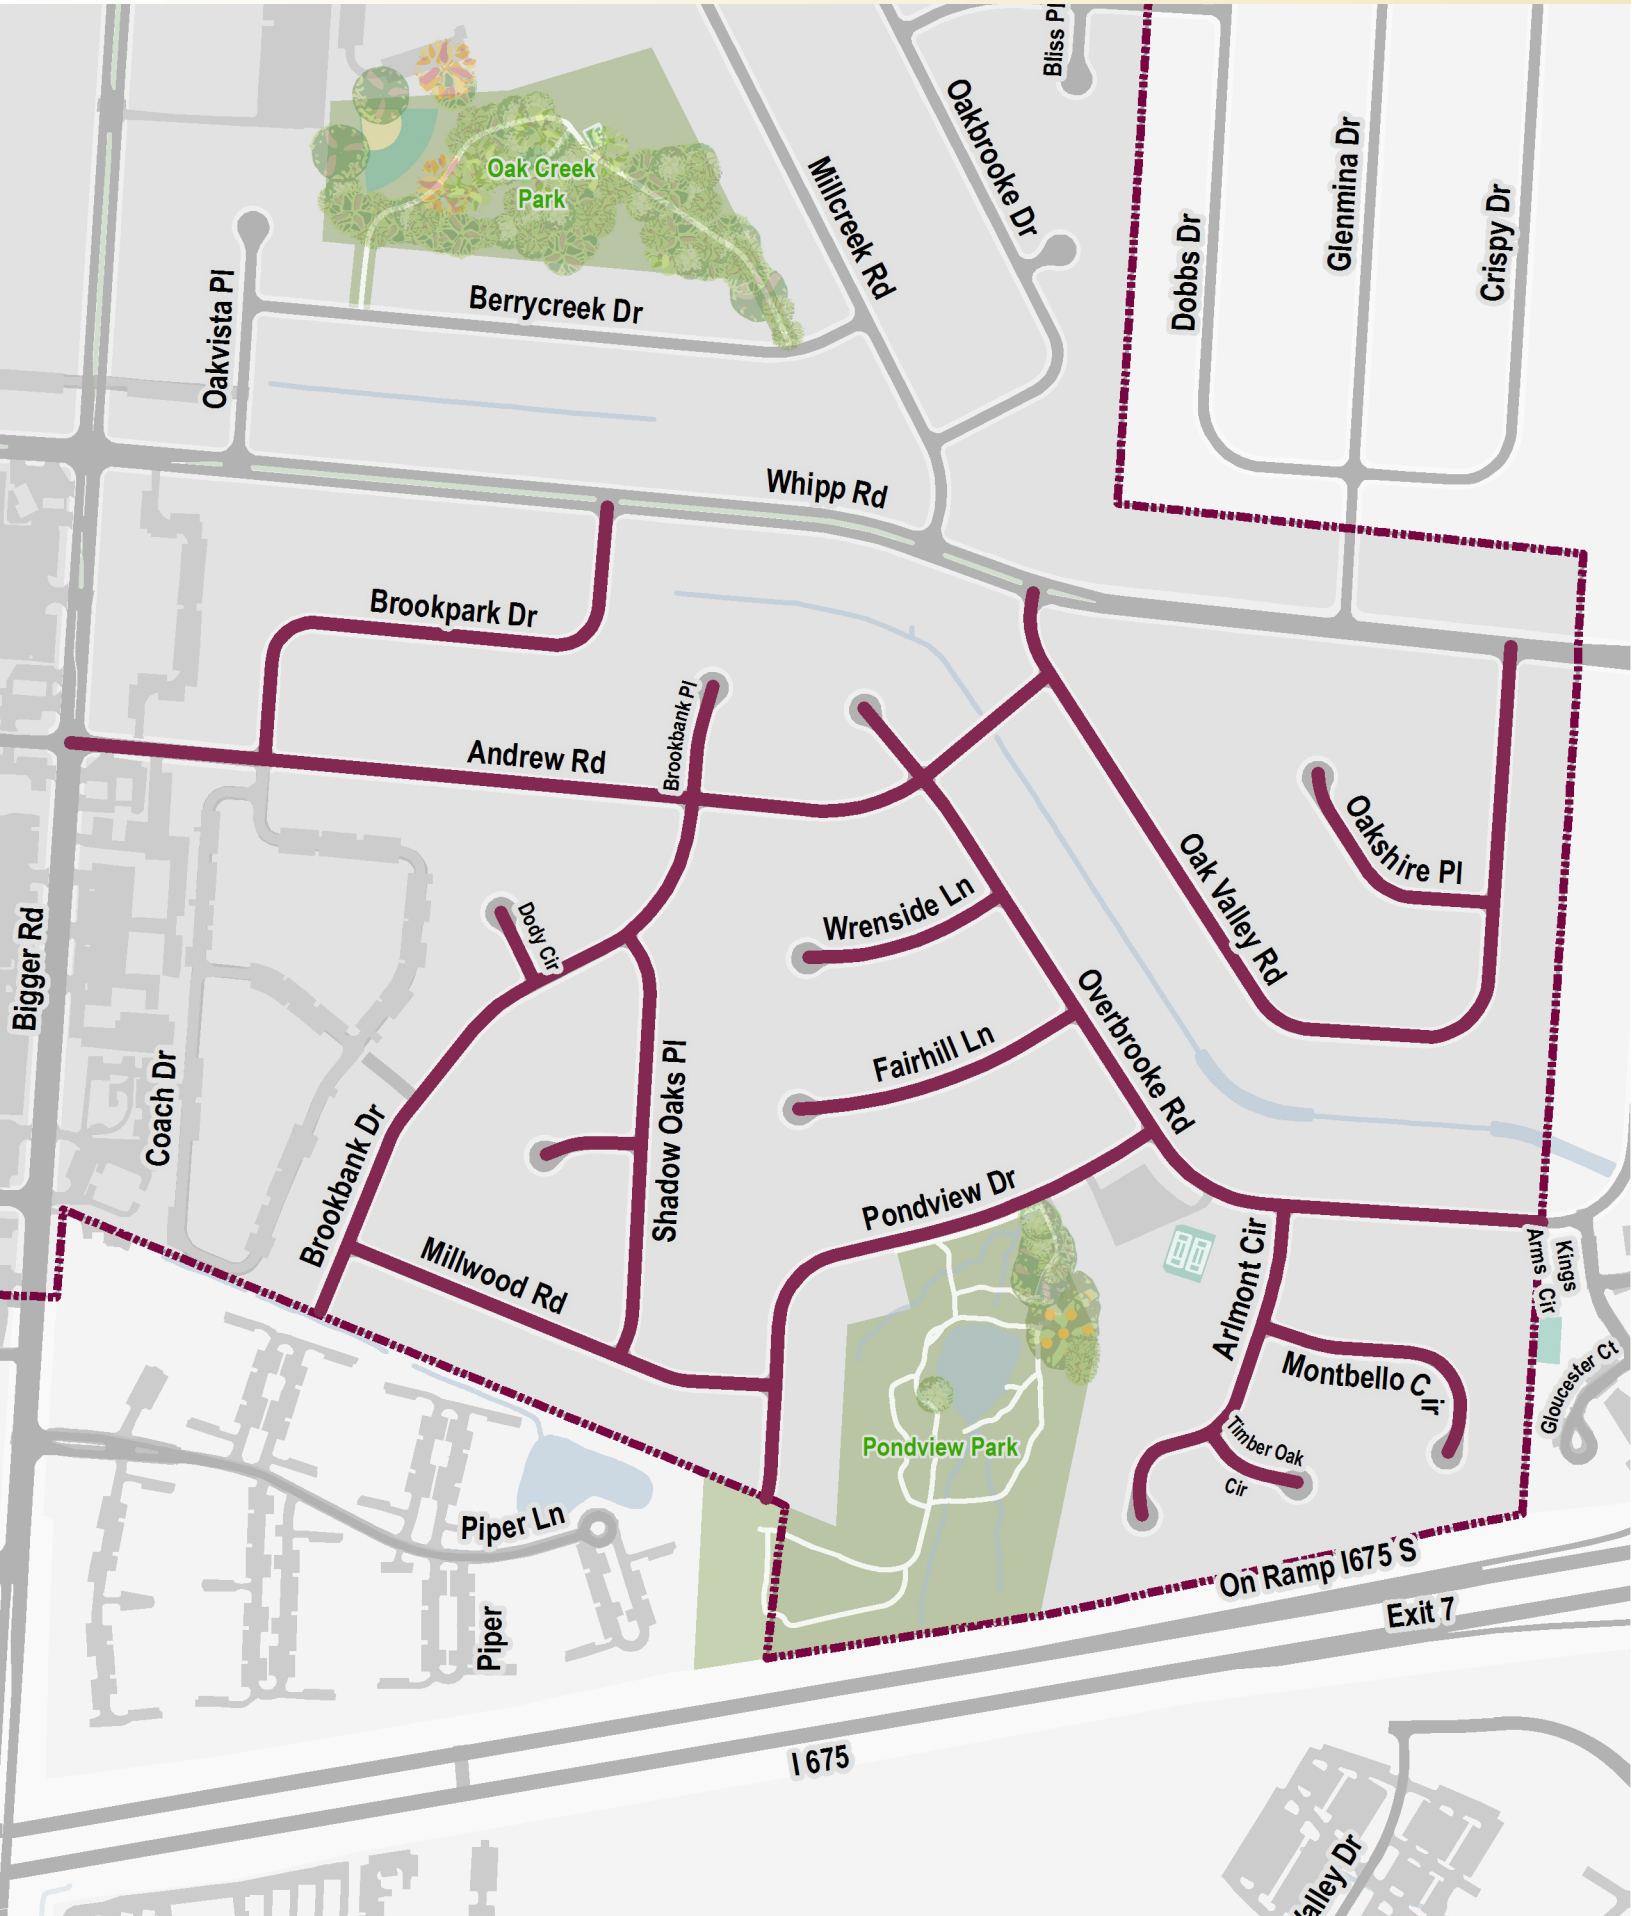 Bliss Pl
Oakbrooke Dr
Millcreek Rd
Glenmina Dr
Crispy Dr
Dobbs Dr
Oak Creek
Park
Oakvista Pl
Berrycreek Dr
Whipp Rd
Brookpark Dr
Brookbank Pl
Andrew Rd
Oakshire Pl
Oak Valley Rd
Wrenside Ln
Dody Cir
Bigger Rd
Overbrooke Rd
Fairhill Ln
Coach Dr
Shadow Oaks Pl
Brookbank Dr
Pondview Dr
Millwood Rd
Arlmont Cir
Kings
Arms Cir
Montbello Cir
Gloucester Ct
Timber Oak
Cir
Pondview Park
Piper Ln
Piper
On Ramp I675 S
Exit 7
I 675
alley Dr